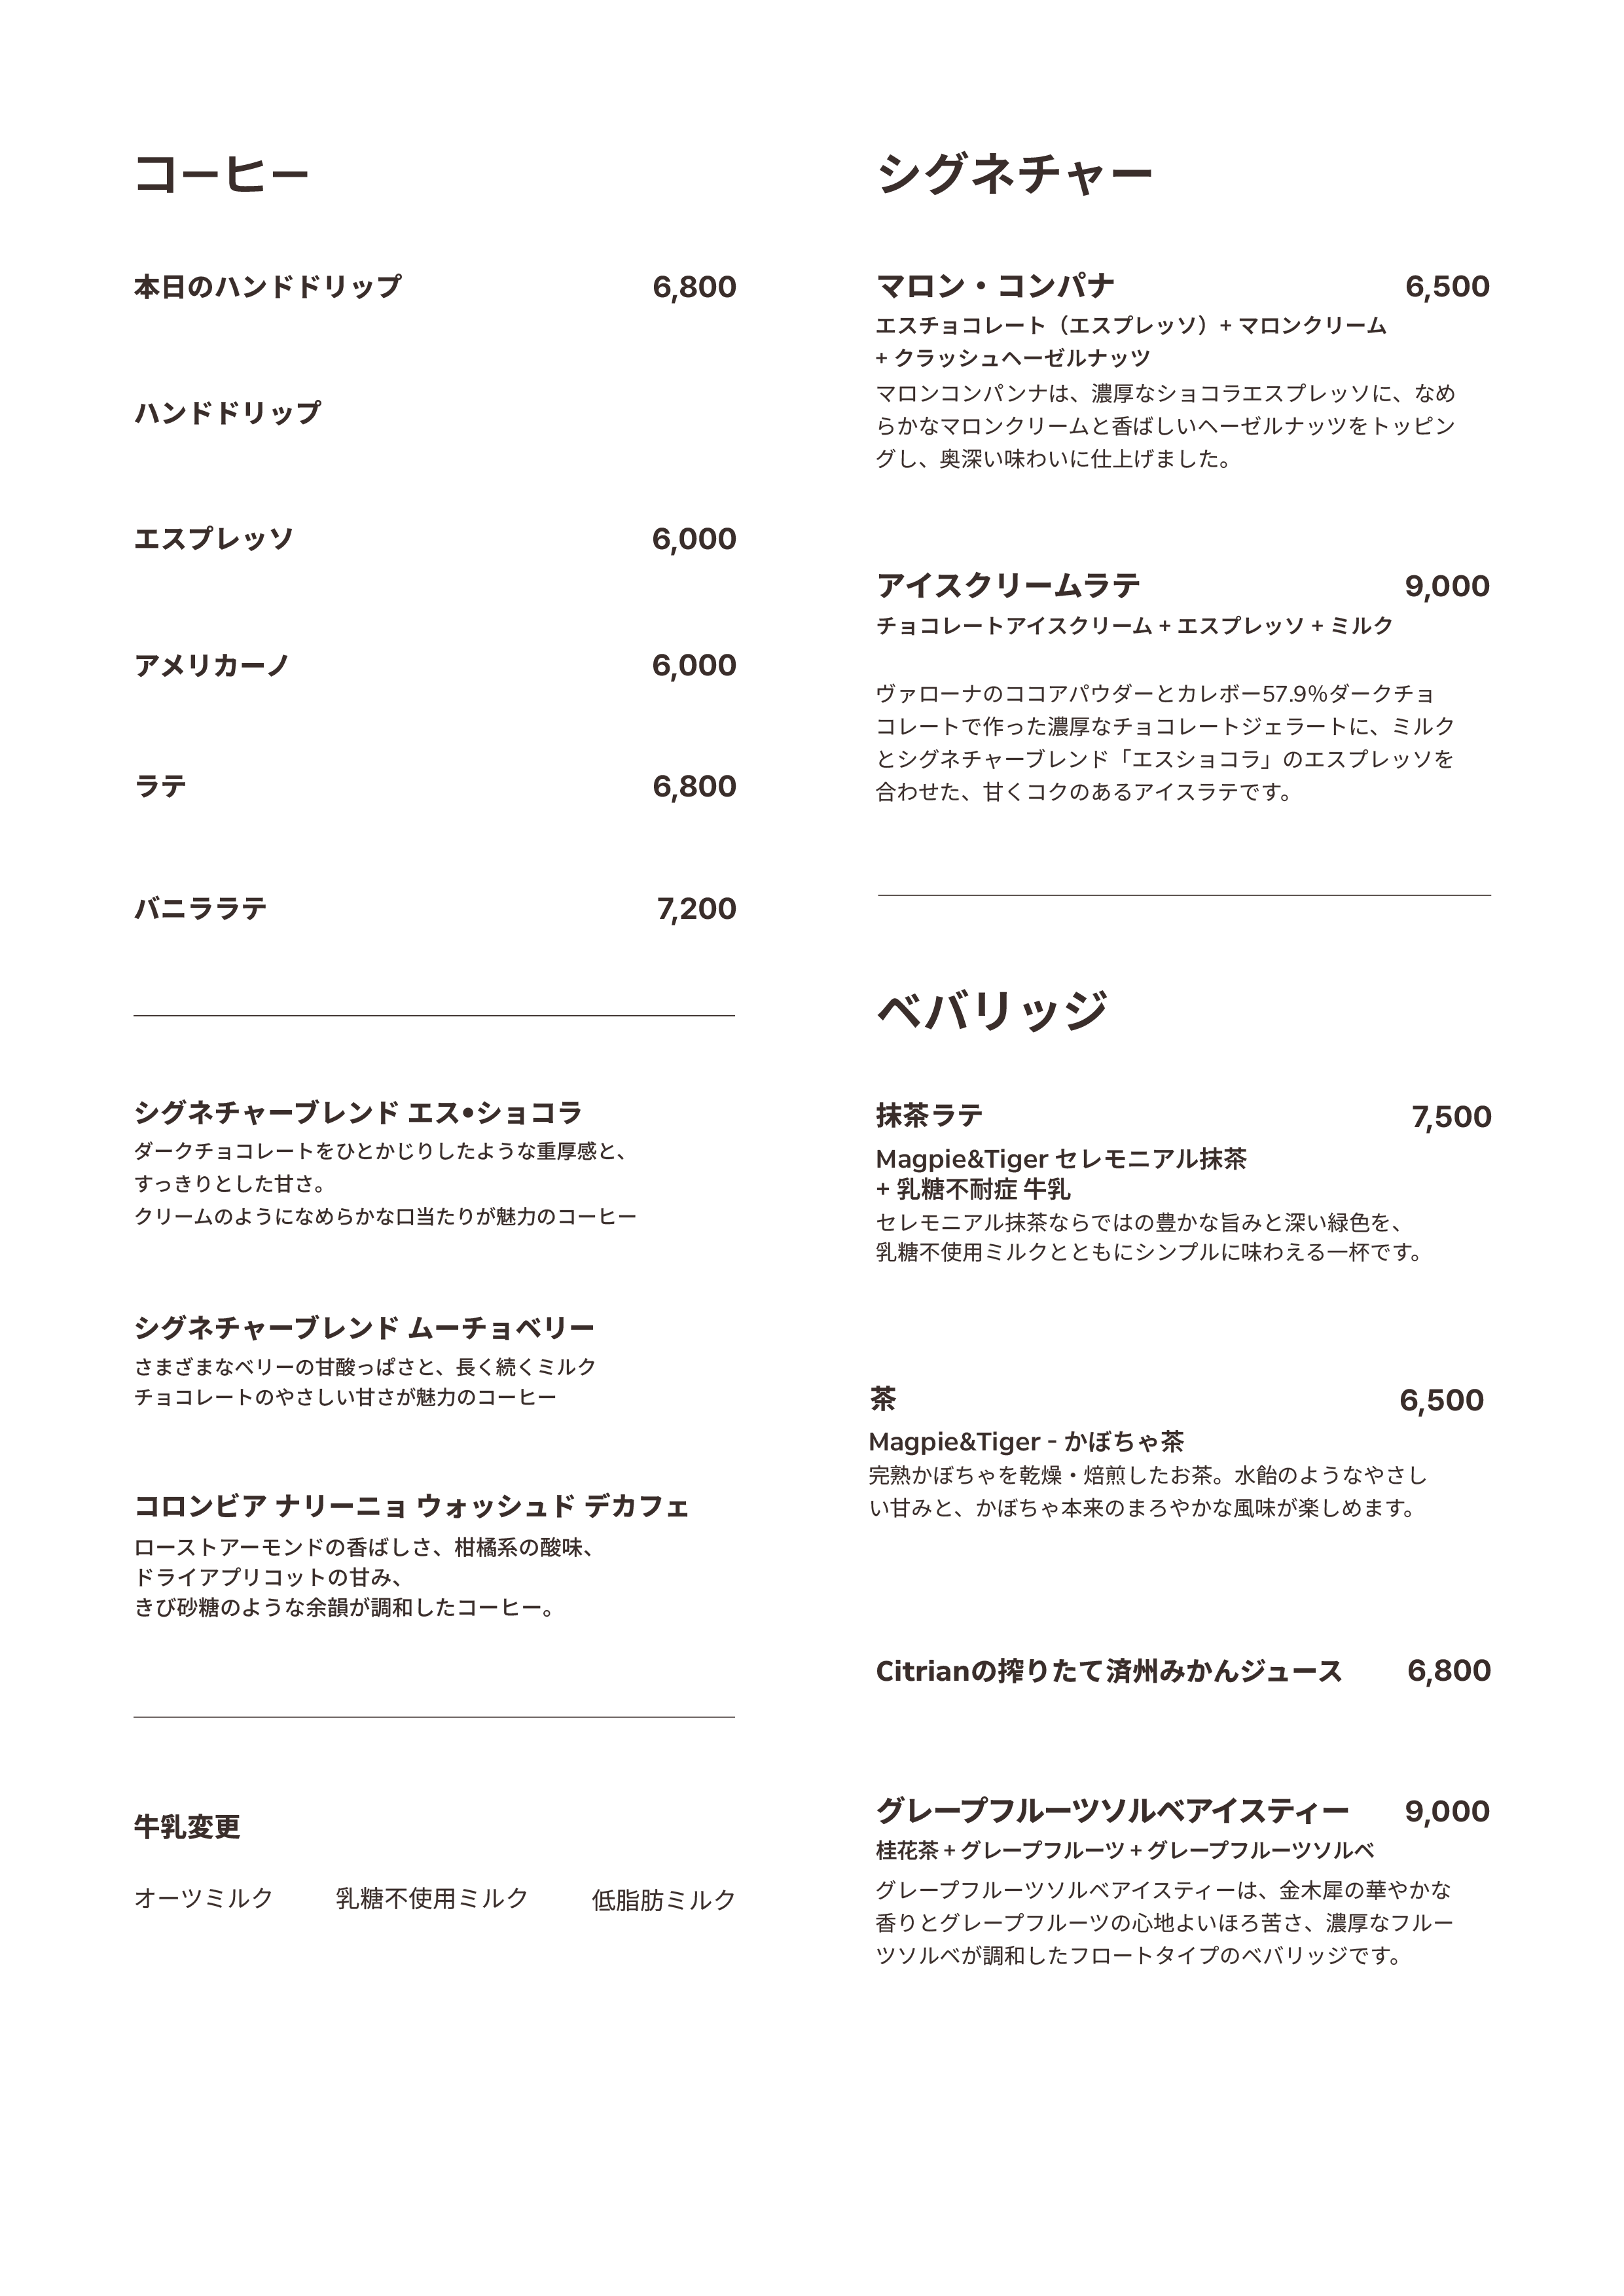 コーヒー
本日のハンドドリップ 6,800
ハンドドリップ
エスプレッソ 6,000
アメリカーノ 6,000
ラテ 6,800
バニララテ 7,200
シグネチャーブレンド エス•ショコラ
ダークチョコレートをひとかじりしたような重厚感と、
すっきりとした甘さ。
クリームのようになめらかな口当たりが魅力のコーヒー
シグネチャーブレンド ムーチョベリー
さまざまなベリーの甘酸っぱさと、長く続くミルク
チョコレートのやさしい甘さが魅力のコーヒー
コロンビア ナリーニョ ウォッシュド デカフェ
ローストアーモンドの香ばしさ、柑橘系の酸味、
ドライアプリコットの甘み、
きび砂糖のような余韻が調和したコーヒー。
牛乳変更
オーツミルク 乳糖不使用ミルク 低脂肪ミルク
シグネチャー
マロン・コンパナ 6,500
エスチョコレート（エスプレッソ）+ マロンクリーム
+ クラッシュヘーゼルナッツ
マロンコンパンナは、濃厚なショコラエスプレッソに、なめ
らかなマロンクリームと香ばしいヘーゼルナッツをトッピン
グし、奥深い味わいに仕上げました。
アイスクリームラテ 9,000
チョコレートアイスクリーム + エスプレッソ + ミルク
ヴァローナのココアパウダーとカレボー57.9%ダークチョ
コレートで作った濃厚なチョコレートジェラートに、ミルク
とシグネチャーブレンド「エスショコラ」のエスプレッソを
合わせた、甘くコクのあるアイスラテです。
ベバリッジ
抹茶ラテ 7,500
Magpie&Tiger セレモニアル抹茶
+ 乳糖不耐症 牛乳
セレモニアル抹茶ならではの豊かな旨みと深い緑色を、
乳糖不使用ミルクとともにシンプルに味わえる一杯です。
茶 6,500
Magpie&Tiger - かぼちゃ茶
完熟かぼちゃを乾燥・焙煎したお茶。水飴のようなやさし
い甘みと、かぼちゃ本来のまろやかな風味が楽しめます。
Citrianの搾りたて済州みかんジュース 6,800
グレープフルーツソルベアイスティー 9,000
桂花茶 + グレープフルーツ + グレープフルーツソルベ
グレープフルーツソルベアイスティーは、金木犀の華やかな
香りとグレープフルーツの心地よいほろ苦さ、濃厚なフルー
ツソルベが調和したフロートタイプのベバリッジです。